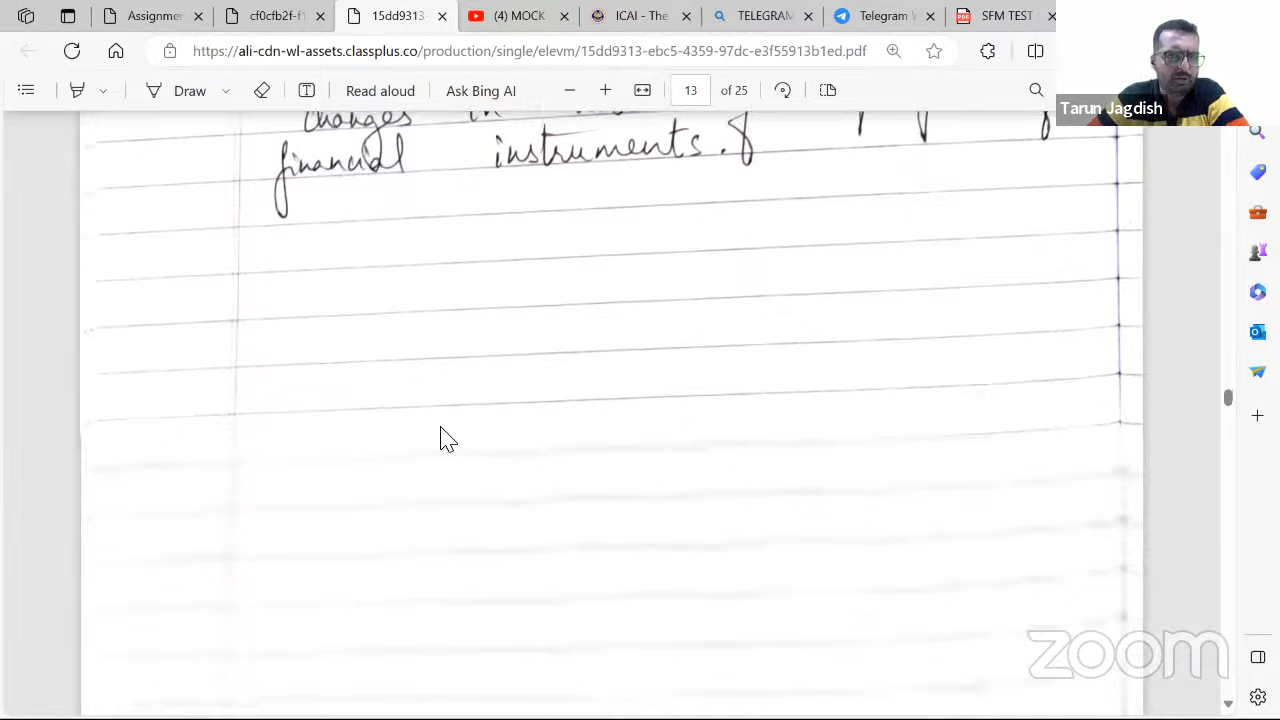 Assignme
d0cfb2f-f
15dd9313-
(4) MOCK
ICAI - The
TELEGRAM
Telegram
SFM TEST
https://ali-cdn-wl-assets.classplus.co/production/single/elevm/15dd9313-ebc5-4359-97dc-e3f55913b1ed.pdf
Draw
Read aloud
Ask Bing AI
13 of 25
Tarun Jagdish
changes in
financial instruments.
zoom